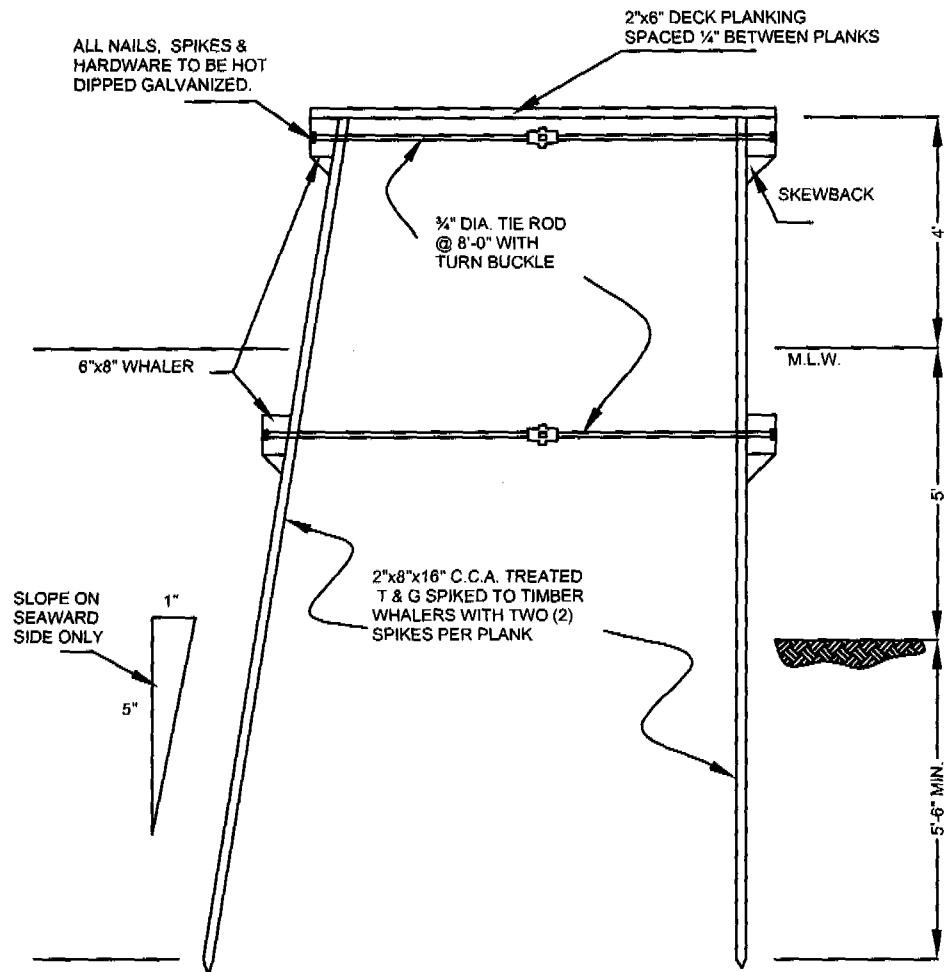 2"x6" DECK PLANKING
SPACED ¼" BETWEEN PLANKS
ALL NAILS, SPIKES &
HARDWARE TO BE HOT
DIPPED GALVANIZED.
SKEWBACK
¾" DIA. TIE ROD
@ 8'-0" WITH
TURN BUCKLE
4'
6"x8" WHALER
M.L.W.
5'
2"x8"x16" C.C.A. TREATED
T & G SPIKED TO TIMBER
WHALERS WITH TWO (2)
SPIKES PER PLANK
SLOPE ON
SEAWARD
SIDE ONLY
1"
5"
5'-6" MIN.